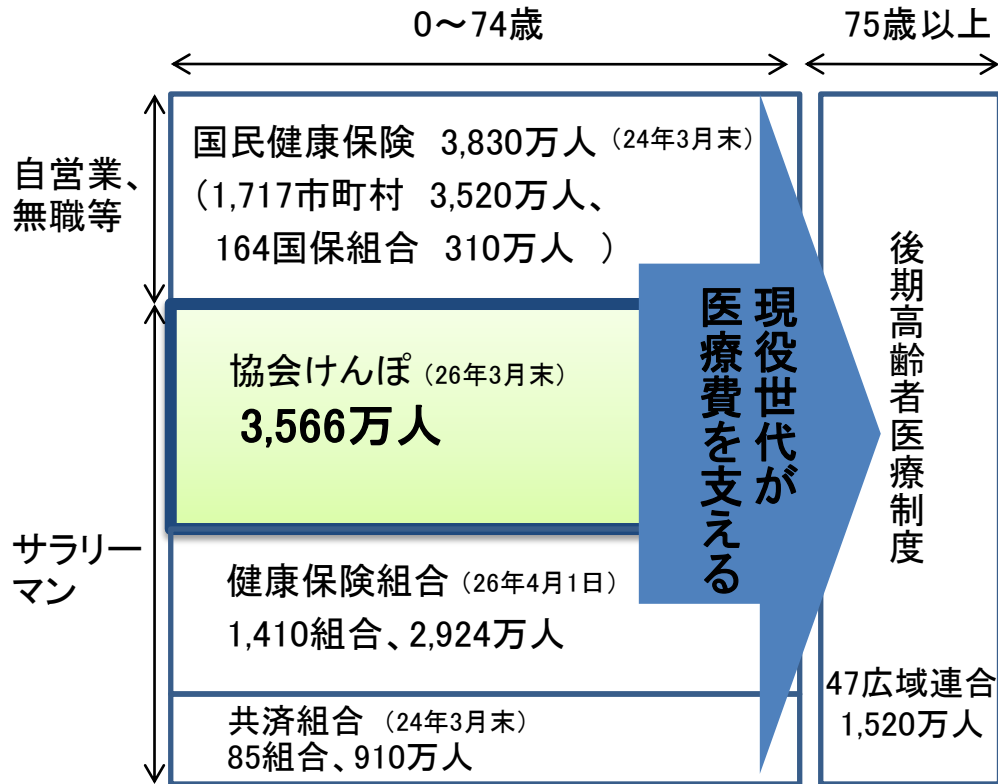 0～74歳
75歳以上
自営業、
無職等
国民健康保険 3,830万人（24年3月末）
（1,717市町村 3,520万人、
164国保組合 310万人 ）
協会けんぽ（26年3月末）
3,566万人
サラリー
マン
健康保険組合（26年4月1日）
1,410組合、2,924万人
共済組合（24年3月末）
85組合、910万人
現役世代が
医療費を支える
後期高齢者医療制度
47広域連合
1,520万人